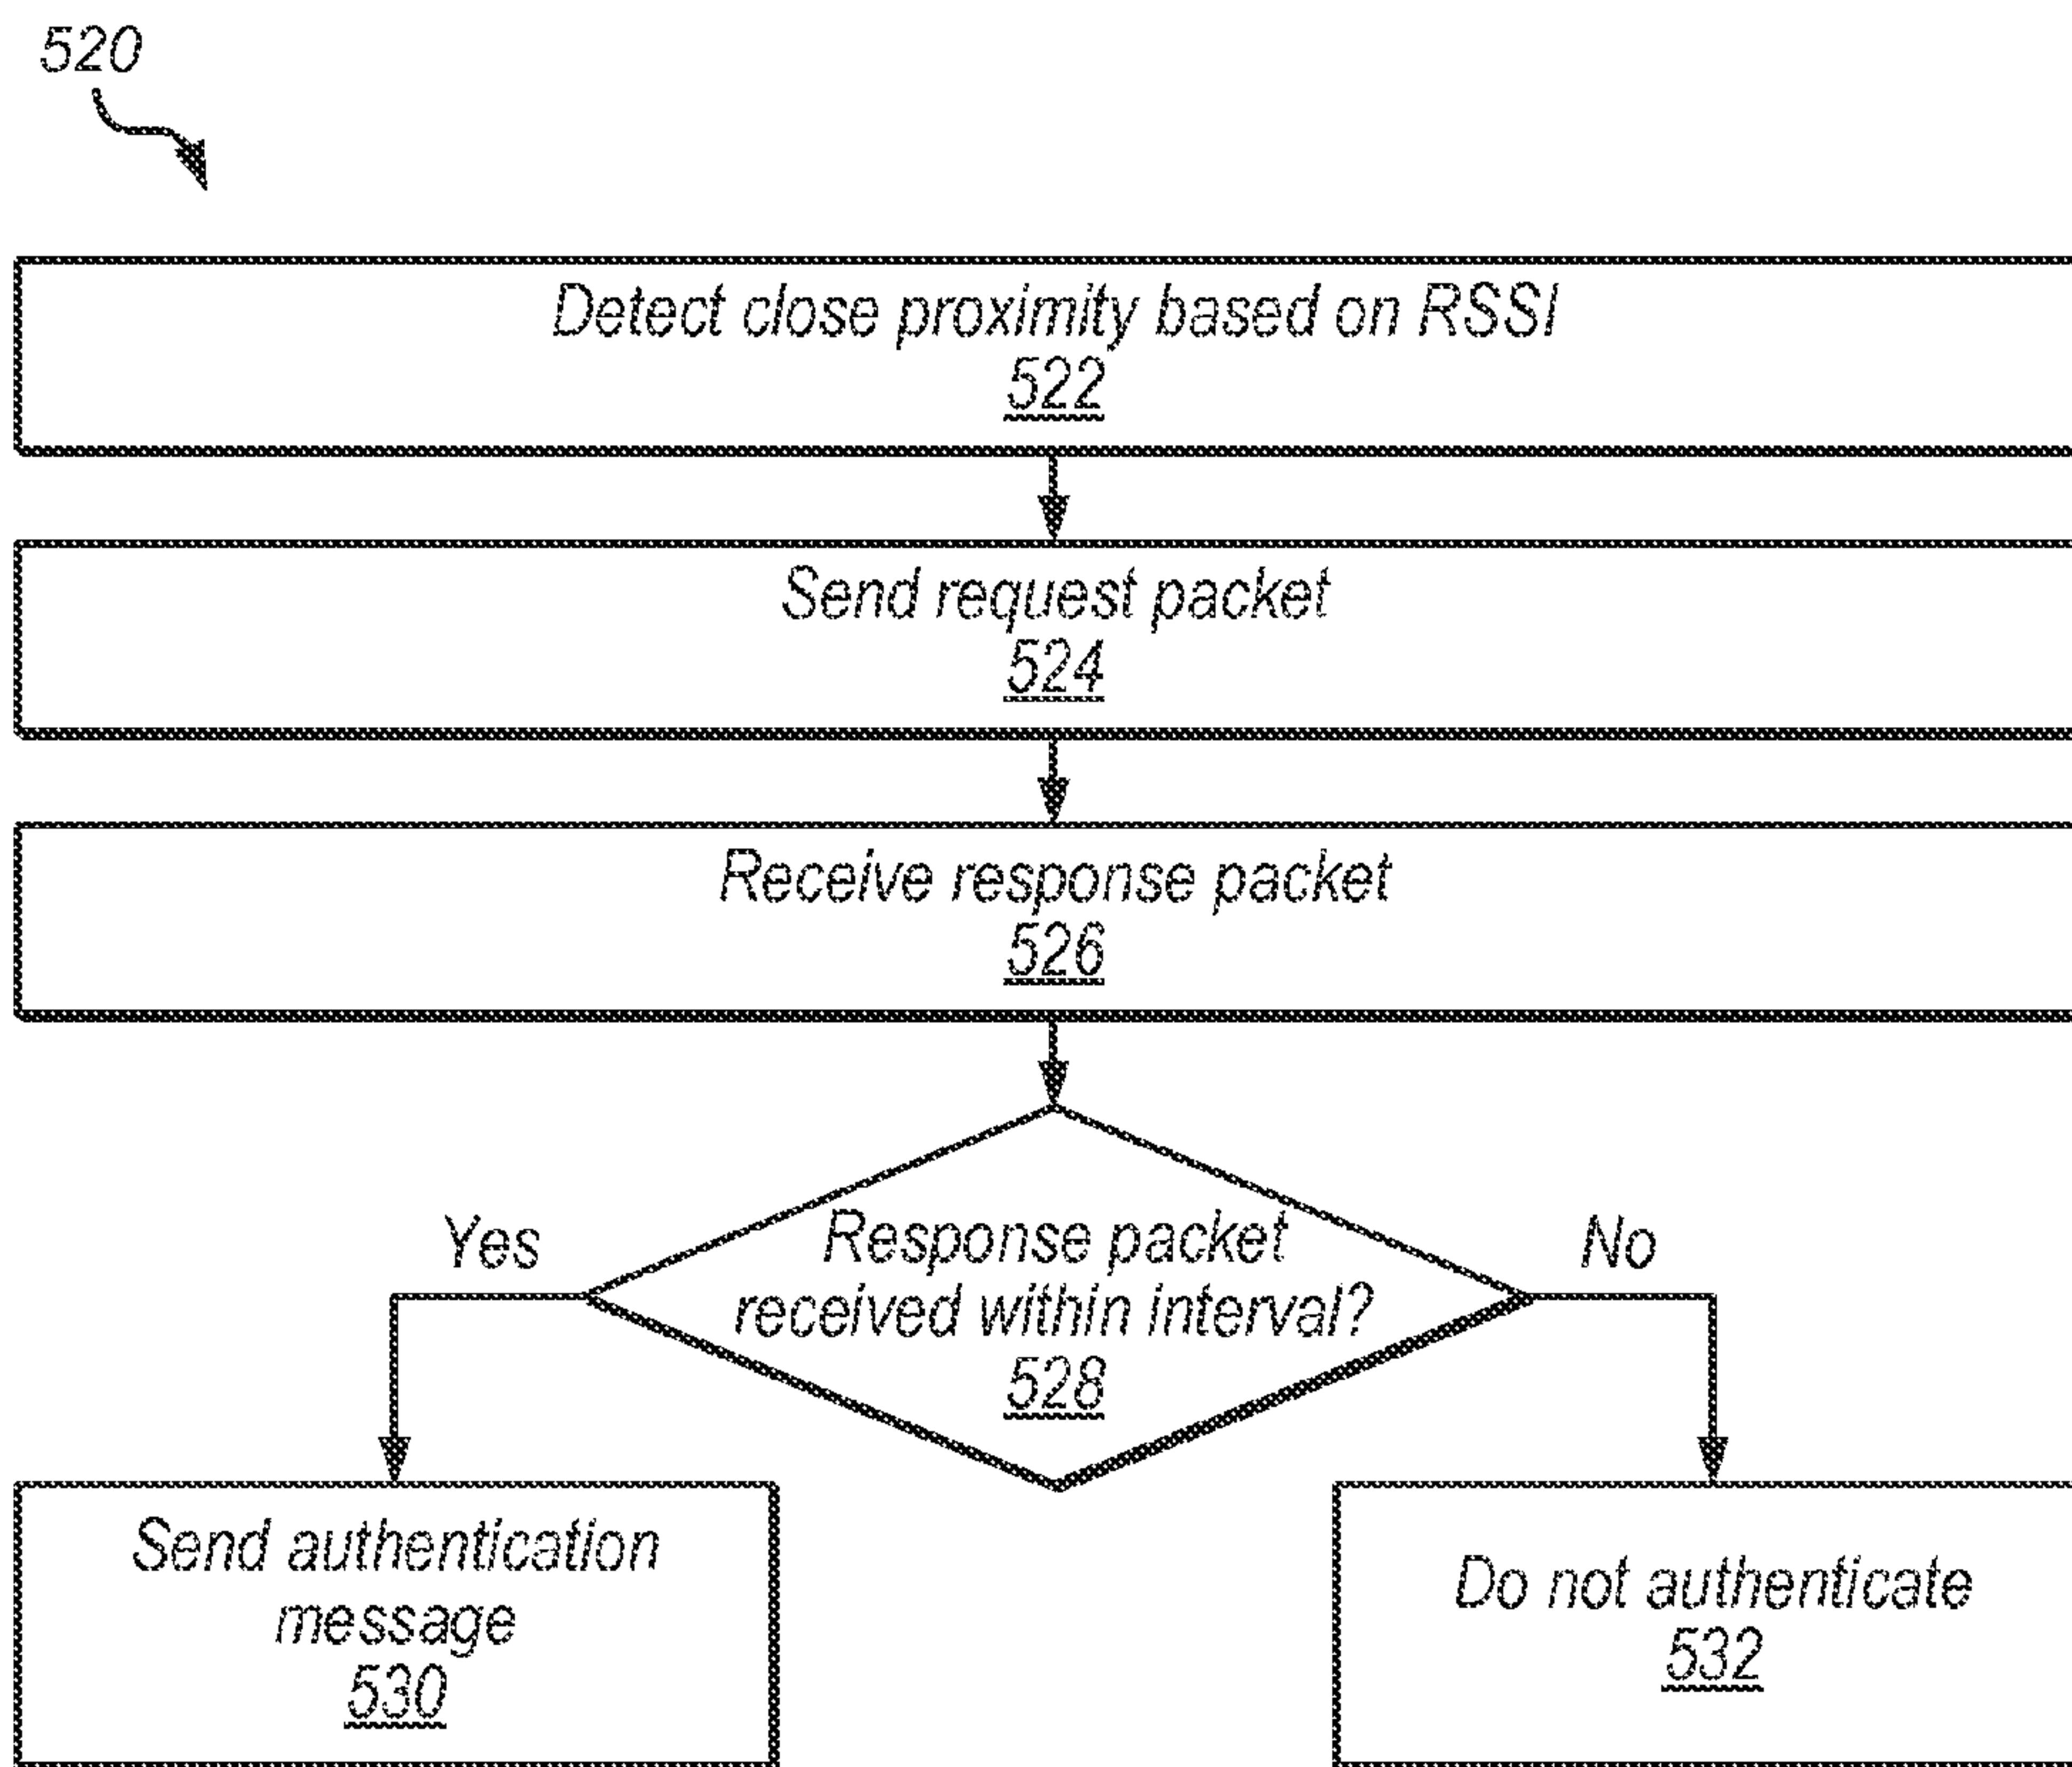 520
Detect close proximity based on RSSI
522
Send request packet
524
Receive response packet
526
Yes
Response packet
received within interval?
528
No
Send authentication
message
530
Do not authenticate
532